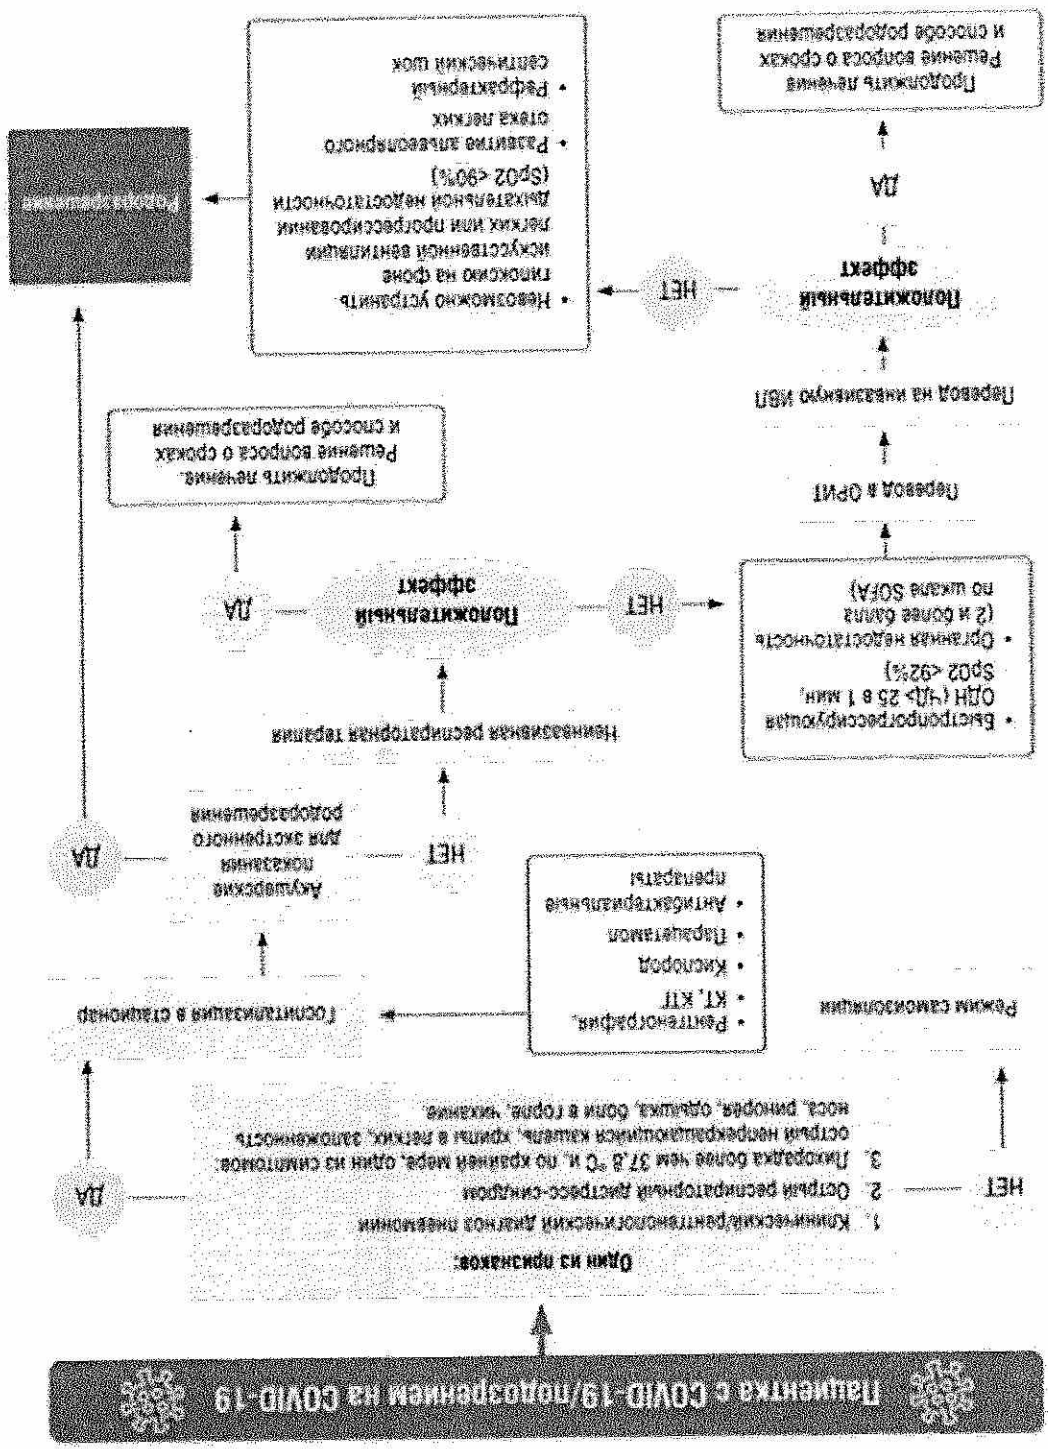 Пациентка с COVID-19/подозрением на COVID-19
Один из признаков:
1. Клинический/рентгенологический диагноз пневмонии
2. Острый респираторный дистресс-синдром
3. Лихорадка более чем 37,8 °С и, по крайней мере, один из симптомов:
острый непрекращающийся кашель, хрипы в легких, заложенность
носа, ринорея, одышка, боли в горле, чихание.
НЕТ
ДА
Режим самоизоляции
• Рентгенография,
• КТ, КТГ
• Кислород
• Парацетамол
• Антибактериальные
препараты
Госпитализация в стационар
Акушерские
показания
для экстренного
родоразрешения
НЕТ
ДА
Неинвазивная респираторная терапия
Положительный
эффект
НЕТ
ДА
• Быстропрогрессирующая
ОДН (ЧД> 25 в 1 мин,
SpO2 <92%)
• Органная недостаточность
(2 и более балла
по шкале SOFA)
Продолжить лечение.
Решение вопроса о сроках
и способе родоразрешения
Перевод в ОРИТ
Перевод на инвазивную ИВЛ
Положительный
эффект
НЕТ
ДА
• Невозможно устранить
гипоксию на фоне
искусственной вентиляции
легких или прогрессировании
дыхательной недостаточности
(SpO2 <90%)
• Развитие альвеолярного
отека легких
• Рефрактерный
септический шок
Родоразрешение
Продолжить лечение
Решение вопроса о сроках
и способе родоразрешения